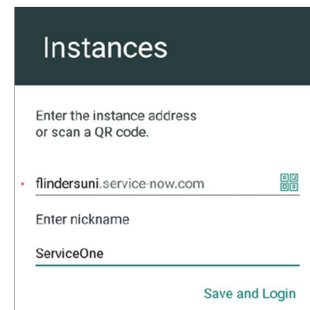 Instances
Enter the instance address
or scan a QR code.
flindersuni.service-now.com
Enter nickname
ServiceOne
Save and Login